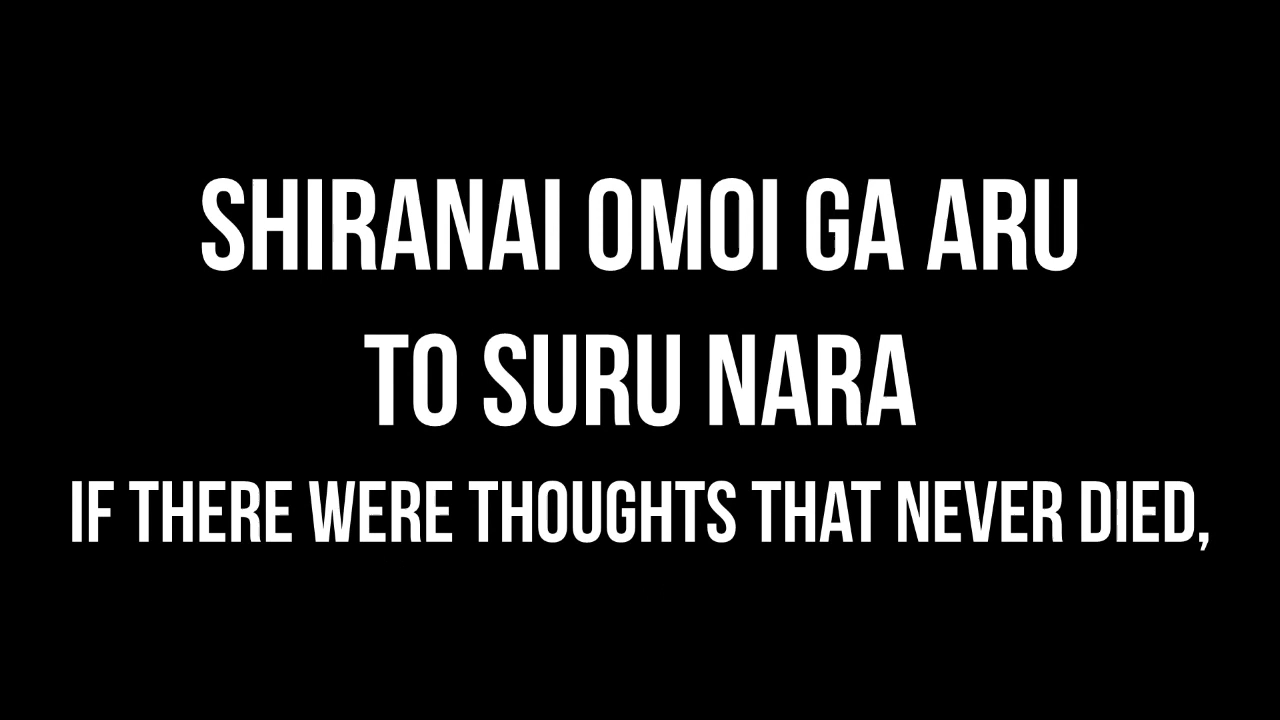 SHIRANAI OMOI GA ARU
TO SURU NARA
IF THERE WERE THOUGHTS THAT NEVER DIED,